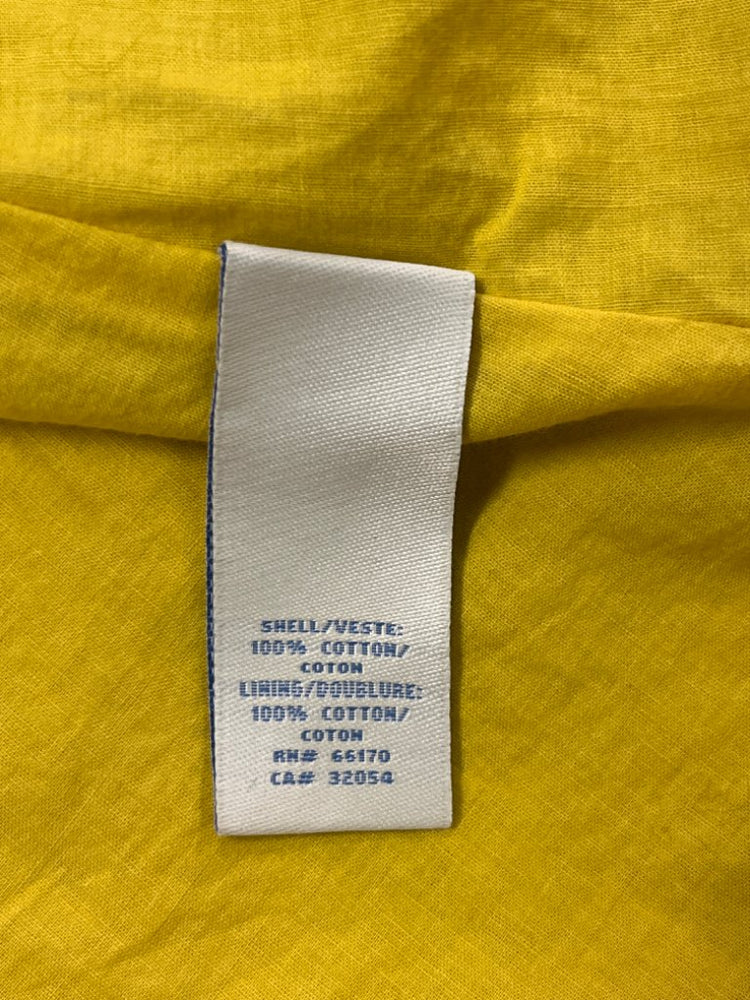 SHELL/VESTE:
100% COTTON/
COTON
LINING/DOUBLURE:
100% COTTON/
COTON
RN# 66170
CA# 32054